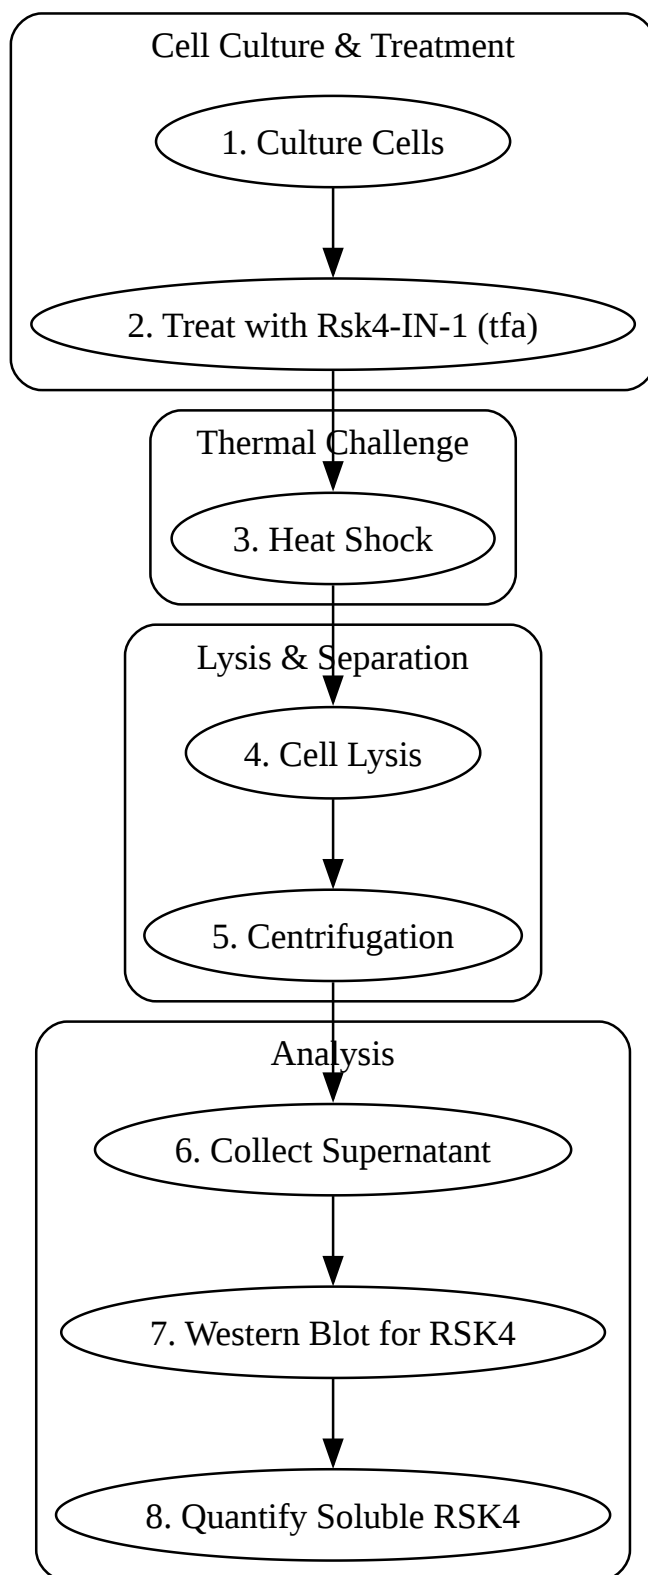 Cell Culture & Treatment
1. Culture Cells
2. Treat with Rsk4-IN-1 (tfa)
Thermal Challenge
3. Heat Shock
Lysis & Separation
4. Cell Lysis
5. Centrifugation
Analysis
6. Collect Supernatant
7. Western Blot for RSK4
8. Quantify Soluble RSK4